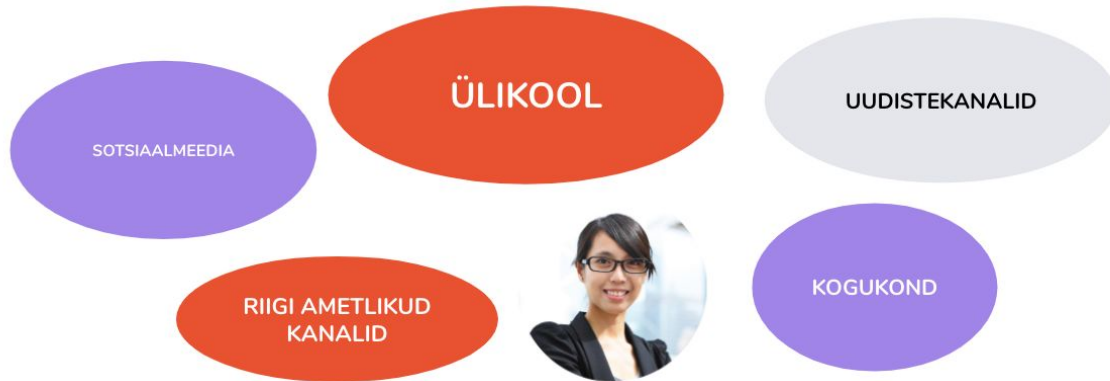 ÜLIKOOL
UUDISTEKANALID
SOTSIAALMEEDIA
RIIGI AMETLIKUD
KANALID
KOGUKOND